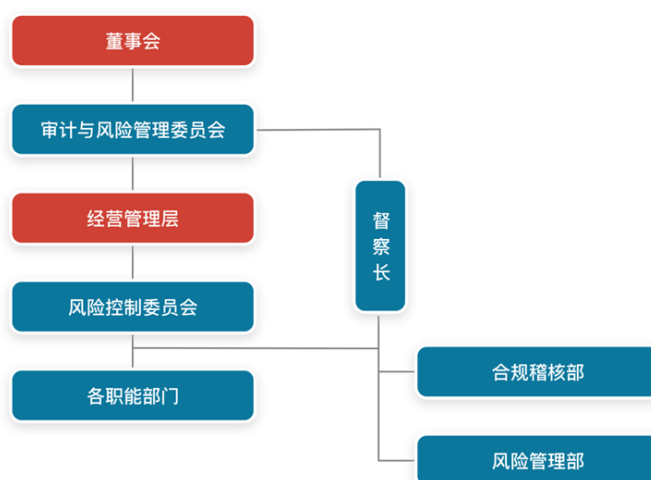 董事会
审计与风险管理委员会
经营管理层
督察长
风险控制委员会
合规稽核部
各职能部门
风险管理部